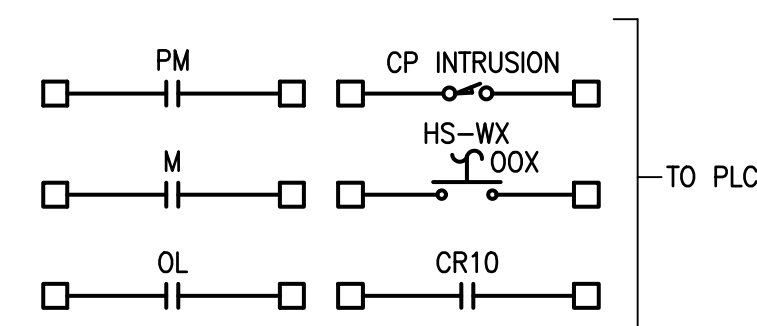 PM
CP INTRUSION
HS-WX
M
OOX
TO PLC
OL
CR10